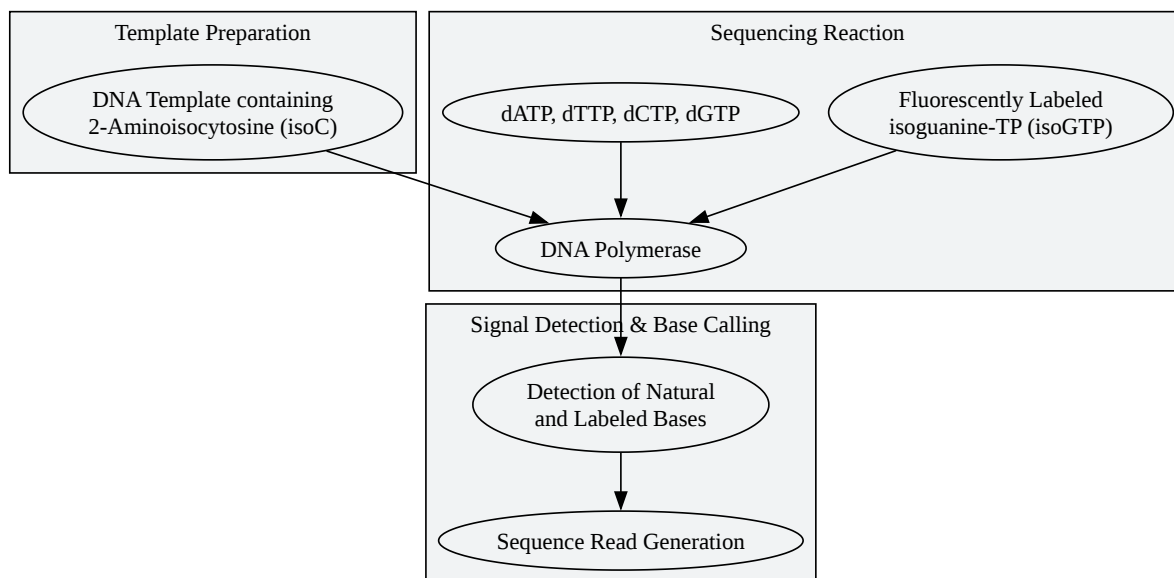 Template Preparation
DNA Template containing
2-Aminoisocytosine (isoC)
Sequencing Reaction
dATP, dTTP, dCTP, dGTP
Fluorescently Labeled
isoguanine-TP (isoGTP)
DNA Polymerase
Signal Detection & Base Calling
Detection of Natural
and Labeled Bases
Sequence Read Generation